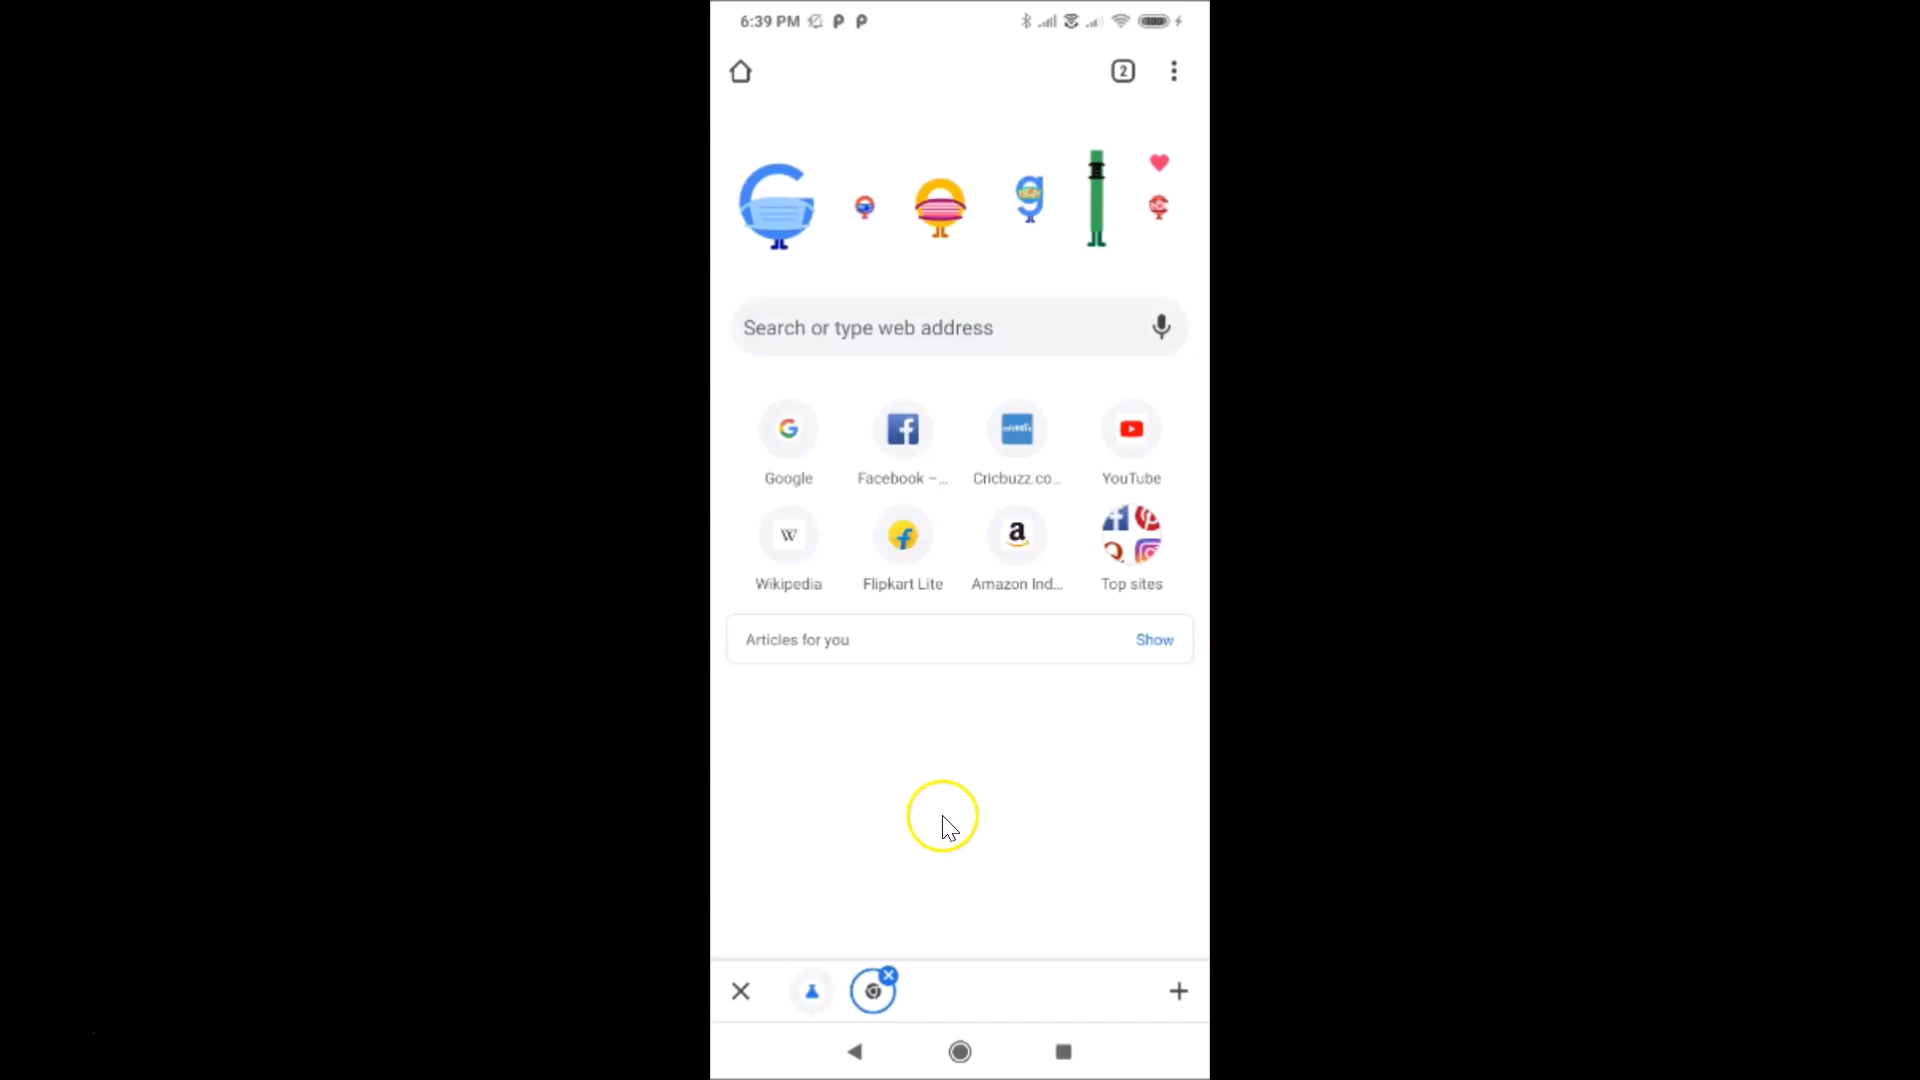 6:39 PM
2
Search or type web address
Google
Facebook –...
Cricbuzz.co...
YouTube
Wikipedia
Flipkart Lite
Amazon Ind...
Top sites
Articles for you
Show